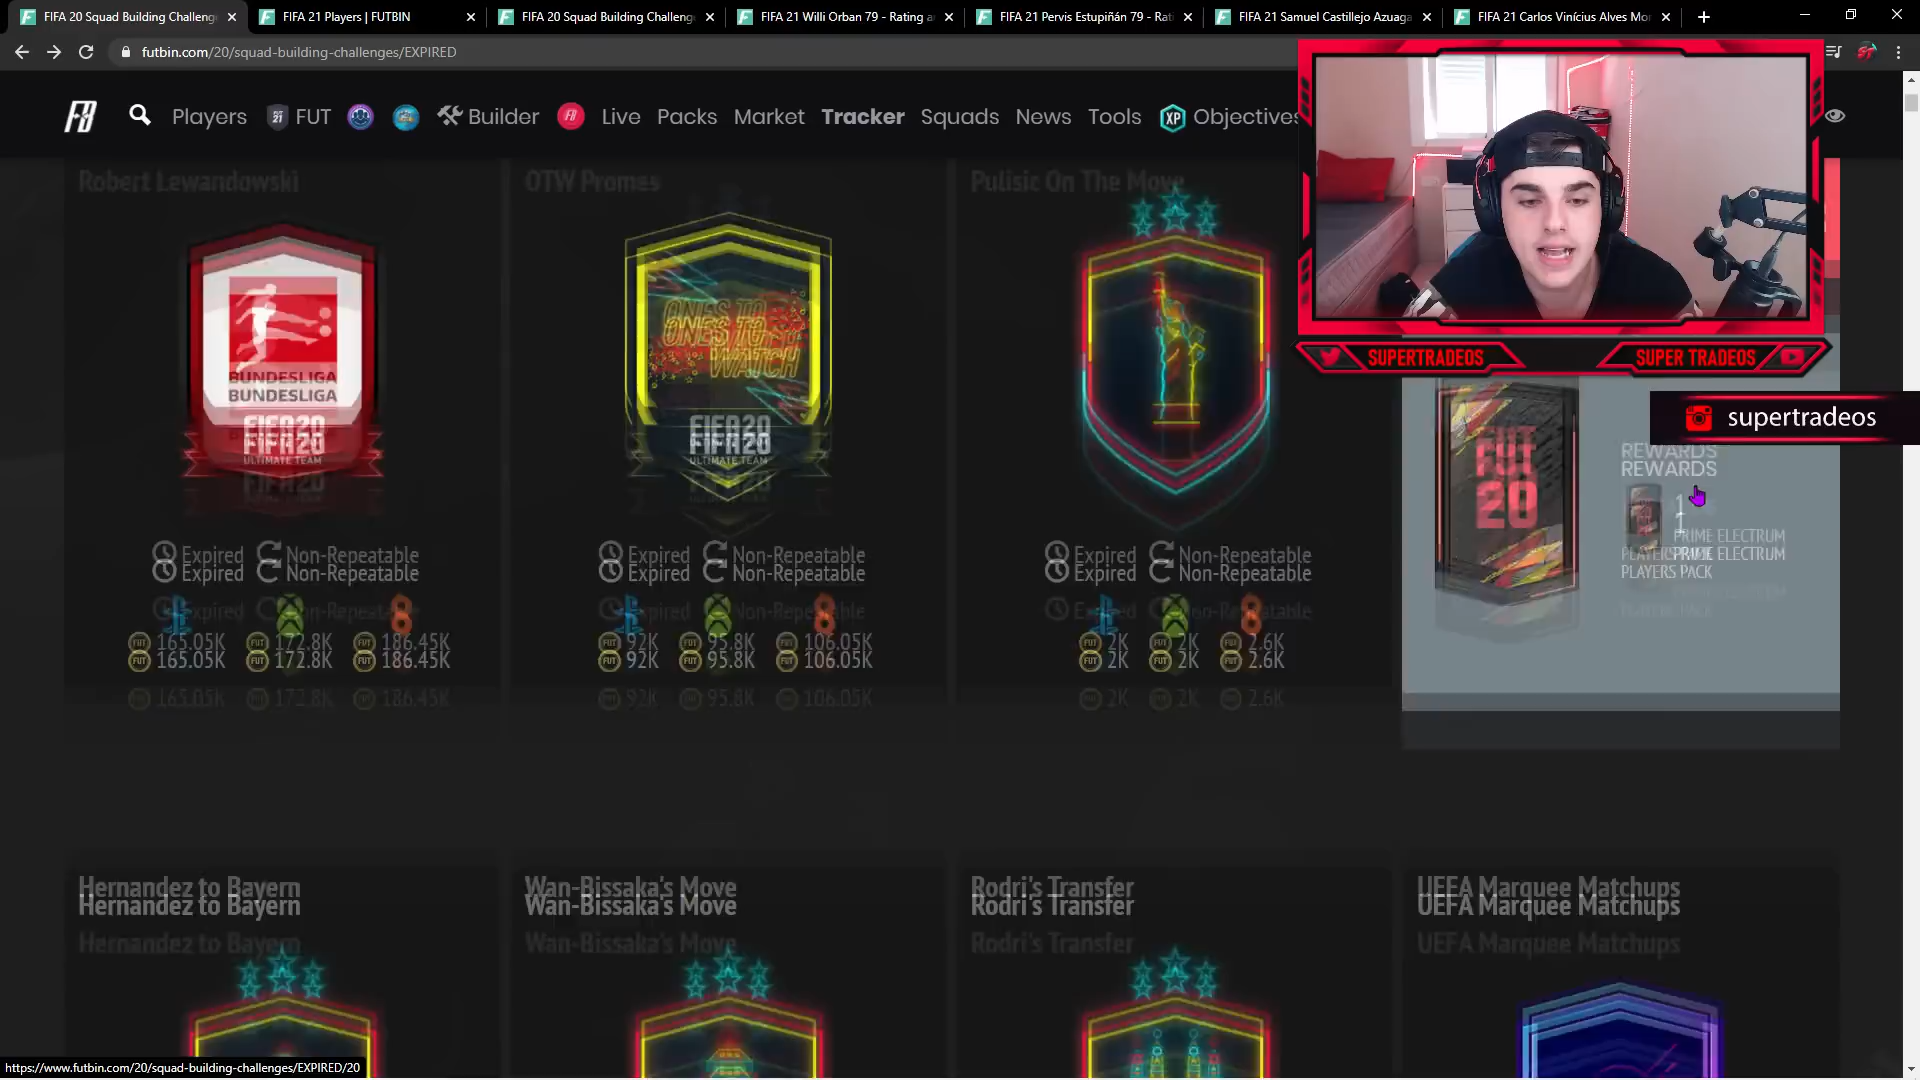 FIFA 20 Squad Building Challeng
FIFA 21 Players | FUTBIN
FIFA 20 Squad Building Challeng
FIFA 21 Willi Orban 79 - Rating a
FIFA 21 Pervis Estupiñán 79 - Rat
FIFA 21 Samuel Castillejo Azuaga
FIFA 21 Carlos Vinícius Alves Mor
futbin.com/20/squad-building-challenges/EXPIRED
Players
FUT
Builder
Live
Packs
Market
Tracker
Squads
News
Tools
XP
Objectives
Robert Lewandowski
OTW Promes
Pulisic On The Move
SUPERTRADEOS
SUPER TRADEOS
supertradeos
BUNDESLIGA
FIFA20
ONES TO WATCH
FIFA20
ULTIMATE TEAM
FUT 20
REWARDS
1
PRIME ELECTRUM
PLAYERS PACK
Expired
Non-Repeatable
Expired
Non-Repeatable
Expired
Non-Repeatable
165.05K
172.8K
186.45K
92K
95.8K
106.05K
2K
2K
2.6K
Hernandez to Bayern
Wan-Bissaka's Move
Rodri's Transfer
UEFA Marquee Matchups
https://www.futbin.com/20/squad-building-challenges/EXPIRED/20